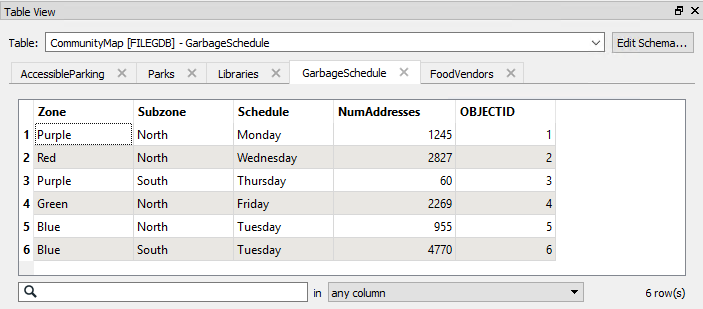 Table View
Table: CommunityMap [FILEGDB] - GarbageSchedule Edit Schema...
AccessibleParking Parks Libraries GarbageSchedule FoodVendors
Zone Subzone Schedule NumAddresses OBJECTID
1 Purple North Monday 1245 1
2 Red North Wednesday 2827 2
3 Purple South Thursday 60 3
4 Green North Friday 2269 4
5 Blue North Tuesday 955 5
6 Blue South Tuesday 4770 6
in any column 6 row(s)